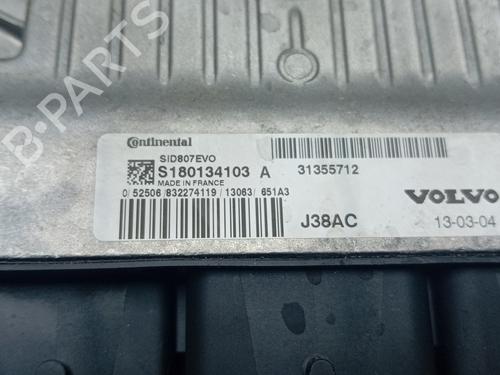 B-PARTS
Continental
SID807EVO
S180134103 A
MADE IN FRANCE
0/ 52506 /832274119 / 13063/ 651A3
31355712
VOLVO
J38AC
13-03-04